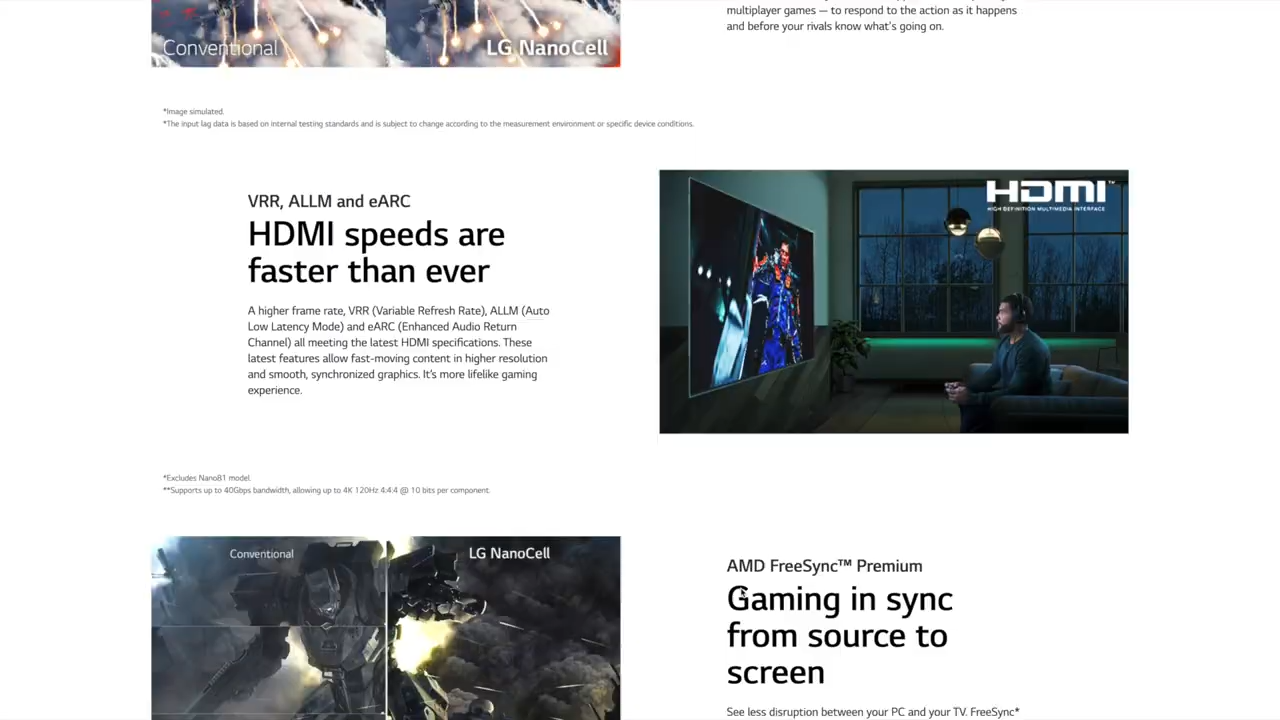 multiplayer games — to respond to the action as it happens
and before your rivals know what's going on.
Conventional
LG NanoCell
*Image simulated.
*The input lag data is based on internal testing standards and is subject to change according to the measurement environment or specific device conditions.
VRR, ALLM and eARC
HDMI speeds are
faster than ever
A higher frame rate, VRR (Variable Refresh Rate), ALLM (Auto
Low Latency Mode) and eARC (Enhanced Audio Return
Channel) all meeting the latest HDMI specifications. These
latest features allow fast-moving content in higher resolution
and smooth, synchronized graphics. It's more lifelike gaming
experience.
HDMI™
HIGH DEFINITION MULTIMEDIA INTERFACE
*Excludes Nano81 model.
**Supports up to 40Gbps bandwidth, allowing up to 4K 120Hz 4:4:4 @ 10 bits per component.
Conventional
LG NanoCell
AMD FreeSync™ Premium
Gaming in sync
from source to
screen
See less disruption between your PC and your TV. FreeSync*